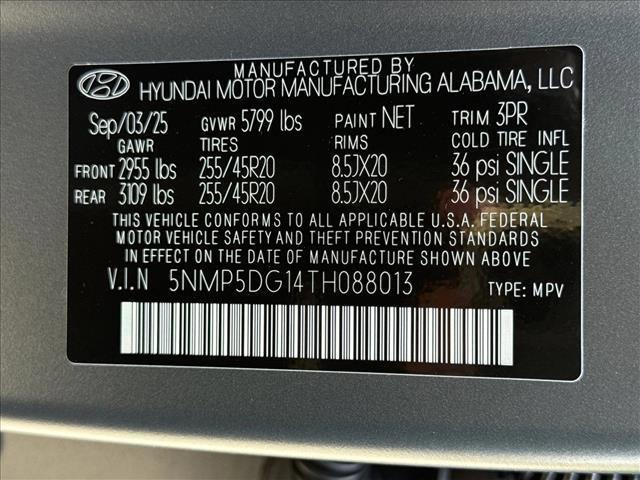 MANUFACTURED BY
HYUNDAI MOTOR MANUFACTURING ALABAMA, LLC
Sep/03/25 GVWR 5799 lbs PAINT NET TRIM 3PR
GAWR TIRES RIMS COLD TIRE INFL
FRONT 2955 lbs 255/45R20 8.5JX20 36 psi SINGLE
REAR 3109 lbs 255/45R20 8.5JX20 36 psi SINGLE
THIS VEHICLE CONFORMS TO ALL APPLICABLE U.S.A. FEDERAL
MOTOR VEHICLE SAFETY AND THEFT PREVENTION STANDARDS
IN EFFECT ON THE DATE OF MANUFACTURE SHOWN ABOVE.
V.I.N 5NMP5DG14TH088013 TYPE: MPV